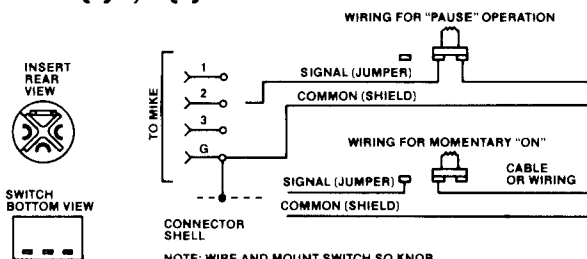 WIRING FOR "PAUSE" OPERATION
INSERT
REAR
VIEW
TO MIKE
1
2
3
G
SIGNAL (JUMPER)
COMMON (SHIELD)
WIRING FOR MOMENTARY "ON"
SIGNAL (JUMPER)
CABLE
OR WIRING
COMMON (SHIELD)
SWITCH
BOTTOM VIEW
CONNECTOR
SHELL
NOTE: WIRE AND MOUNT SWITCH SO KNOB